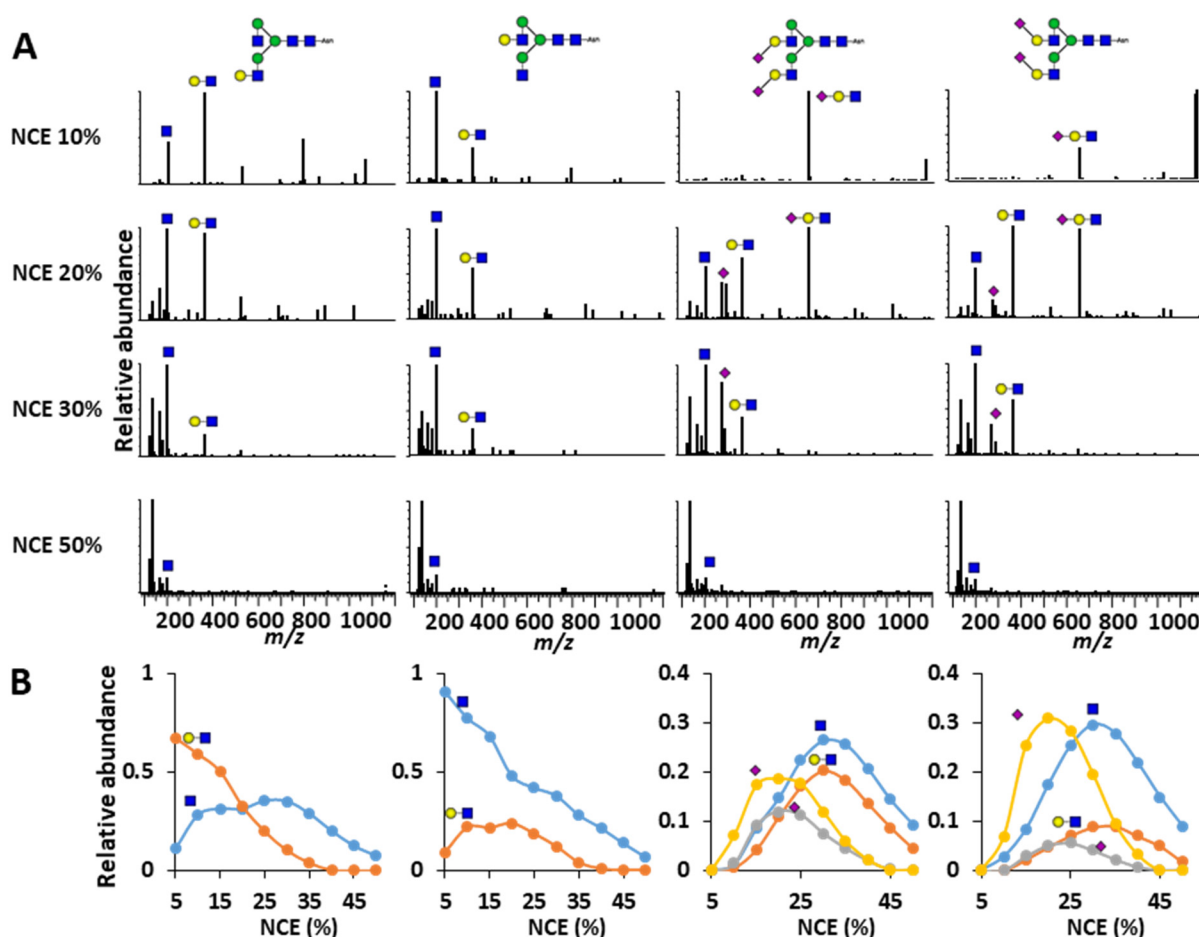 A
Asn
Asn
Asn
Asn
NCE 10%
NCE 20%
NCE 30%
NCE 50%
Relative abundance
200 400 600 800 1000
200 400 600 800 1000
200 400 600 800 1000
200 400 600 800 1000
m/z
m/z
m/z
m/z
B
Relative abundance
1
0.5
0
5 15 25 35 45
NCE (%)
1
0.5
0
5 15 25 35 45
NCE (%)
0.4
0.3
0.2
0.1
0
5 25 45
NCE (%)
0.4
0.3
0.2
0.1
0
5 25 45
NCE (%)